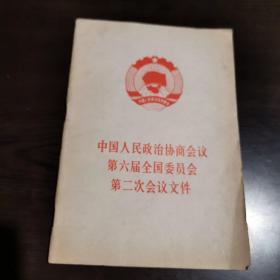 中国人民政治协商会议
第六届全国委员会
第二次会议文件